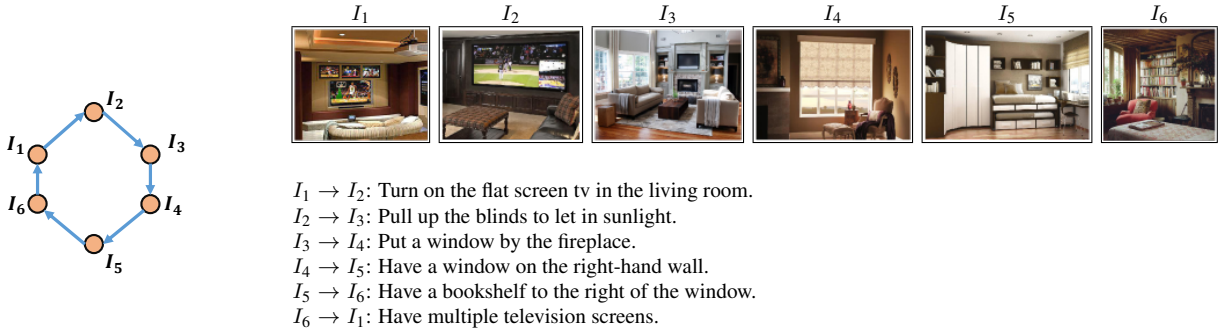 I₁ I₂ I₃ I₄ I₅ I₆
I₂
I₁ I₃
I₆ I₄
I₅
I₁ → I₂: Turn on the flat screen tv in the living room.
I₂ → I₃: Pull up the blinds to let in sunlight.
I₃ → I₄: Put a window by the fireplace.
I₄ → I₅: Have a window on the right-hand wall.
I₅ → I₆: Have a bookshelf to the right of the window.
I₆ → I₁: Have multiple television screens.